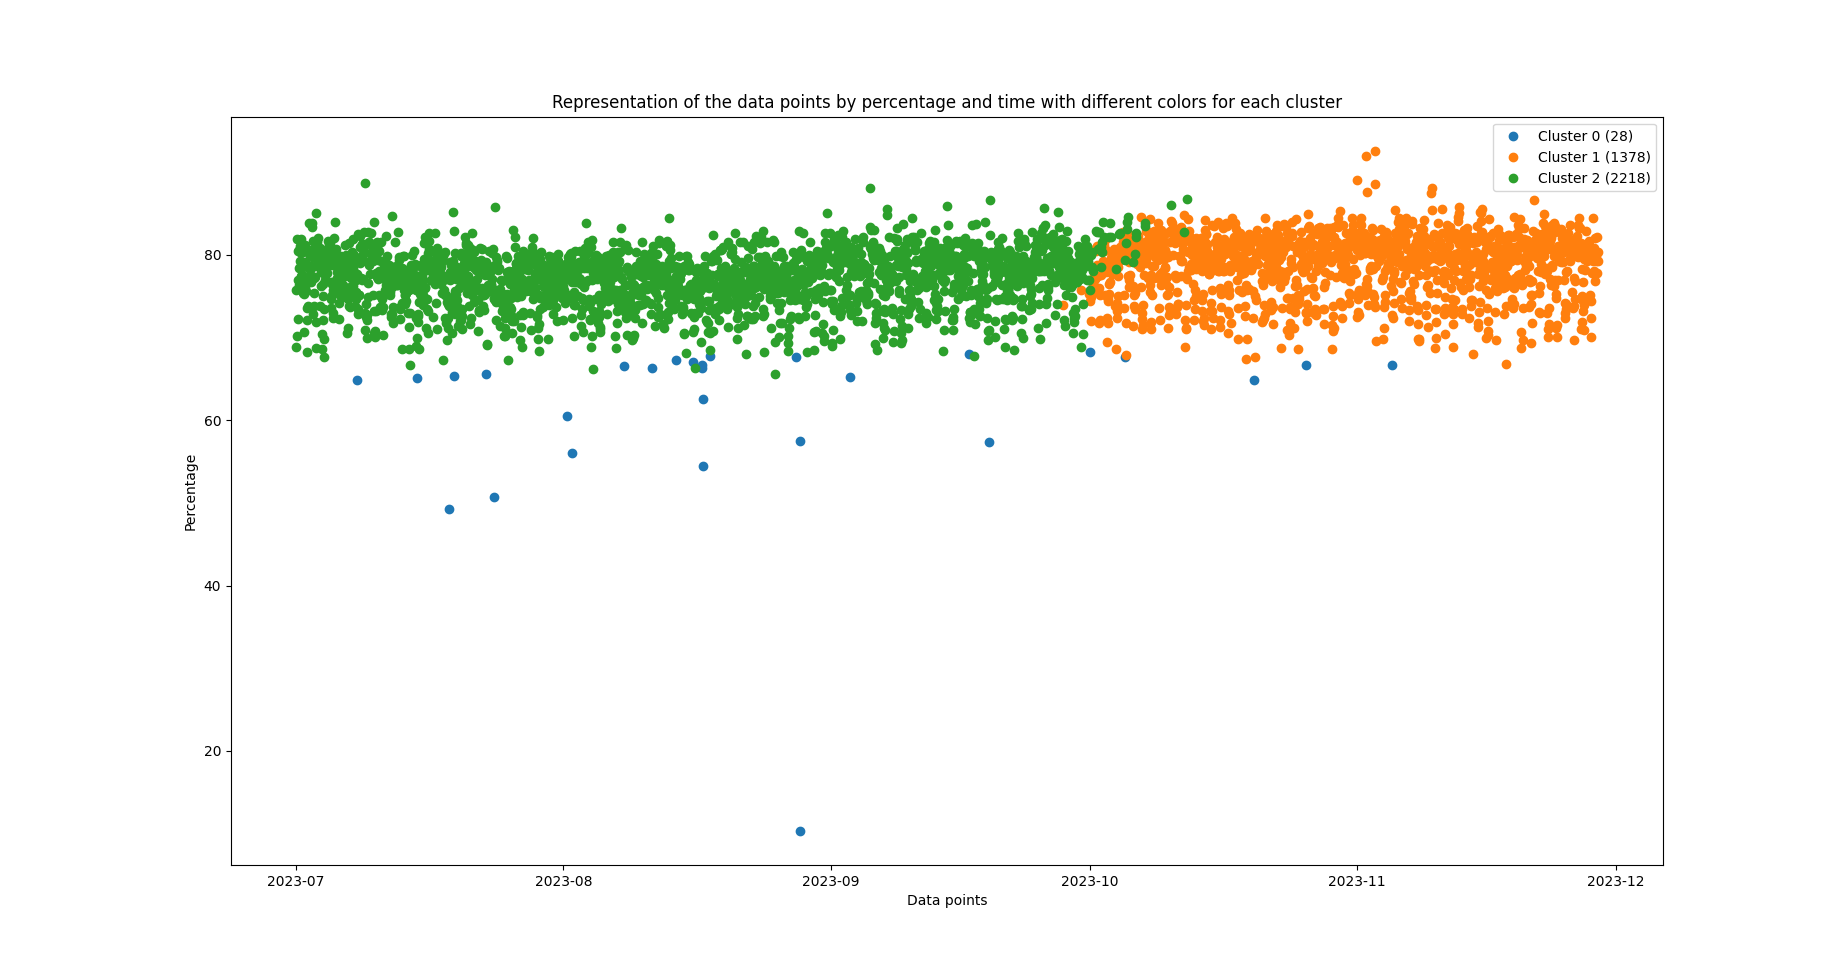 Representation of the data points by percentage and time with different colors for each cluster
Cluster 0 (28)
Cluster 1 (1378)
Cluster 2 (2218)
80
60
40
20
Percentage
2023-07 2023-08 2023-09 2023-10 2023-11 2023-12
Data points